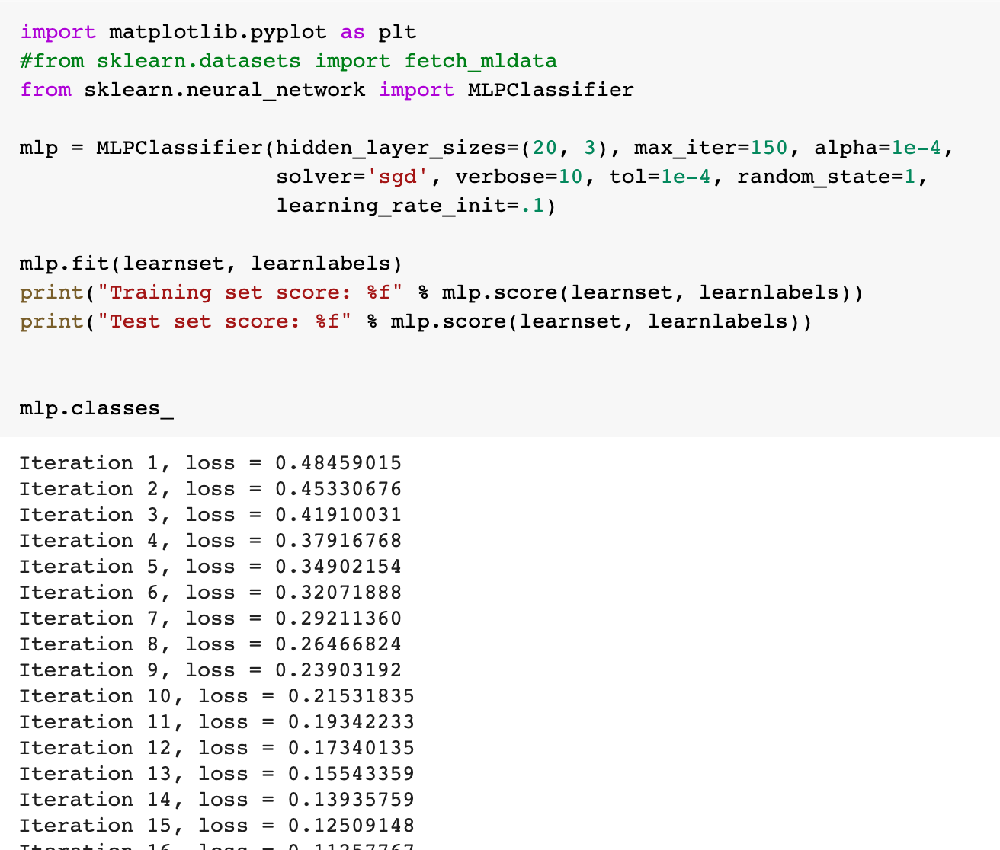 import matplotlib.pyplot as plt
#from sklearn.datasets import fetch_mldata
from sklearn.neural_network import MLPClassifier
mlp = MLPClassifier(hidden_layer_sizes=(20, 3), max_iter=150, alpha=1e-4,
solver='sgd', verbose=10, tol=1e-4, random_state=1,
learning_rate_init=.1)
mlp.fit(learnset, learnlabels)
print("Training set score: %f" % mlp.score(learnset, learnlabels))
print("Test set score: %f" % mlp.score(learnset, learnlabels))
mlp.classes_
Iteration 1, loss = 0.48459015
Iteration 2, loss = 0.45330676
Iteration 3, loss = 0.41910031
Iteration 4, loss = 0.37916768
Iteration 5, loss = 0.34902154
Iteration 6, loss = 0.32071888
Iteration 7, loss = 0.29211360
Iteration 8, loss = 0.26466824
Iteration 9, loss = 0.23903192
Iteration 10, loss = 0.21531835
Iteration 11, loss = 0.19342233
Iteration 12, loss = 0.17340135
Iteration 13, loss = 0.15543359
Iteration 14, loss = 0.13935759
Iteration 15, loss = 0.12509148
Iteration 16, loss =